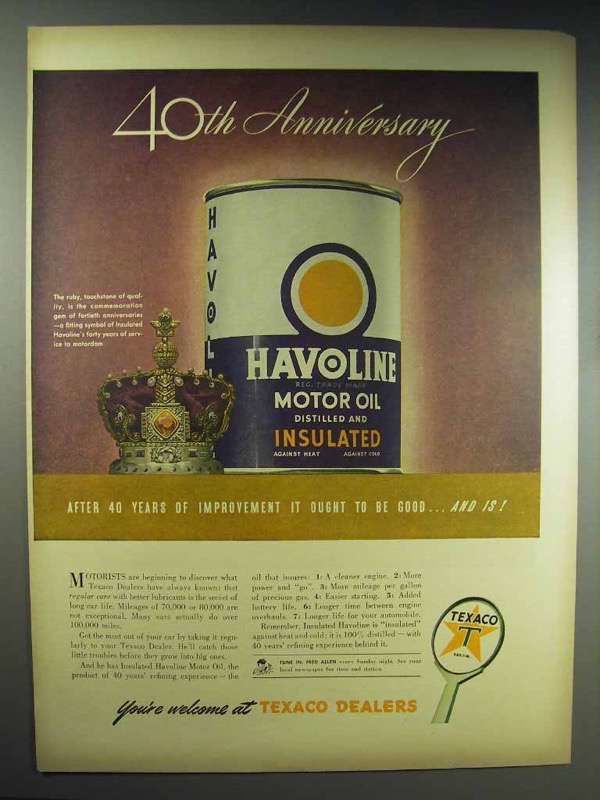 40th Anniversary
HAVOL
The ruby, touchstone of qual-
ity, is the commemoration
gem of fortieth anniversaries
—a fitting symbol of Insulated
Havoline's forty years of serv-
ice to motordom
HAVOLINE
REG. TRADE MARK
MOTOR OIL
DISTILLED AND
INSULATED
AGAINST HEAT AGAINST COLD
AFTER 40 YEARS OF IMPROVEMENT IT OUGHT TO BE GOOD... AND IS!
MOTORISTS are beginning to discover what
Texaco Dealers have always known: that
regular care with better lubricants is the secret of
long car life. Mileages of 70,000 or 80,000 are
not exceptional. Many cars actually do over
100,000 miles.
Get the most out of your car by taking it regu-
larly to your Texaco Dealer. He'll catch those
little troubles before they grow into big ones.
And he has Insulated Havoline Motor Oil, the
product of 40 years' refining experience—the
oil that insures: 1: A cleaner engine. 2: More
power and "go". 3: More mileage per gallon
of precious gas. 4: Easier starting. 5: Added
battery life. 6: Longer time between engine
overhauls. 7: Longer life for your automobile.
Remember, Insulated Havoline is "insulated"
against heat and cold; it is 100% distilled—with
40 years' refining experience behind it.
TUNE IN: FRED ALLEN every Sunday night. See your
local newspaper for time and station.
TEXACO
T
You're welcome at TEXACO DEALERS